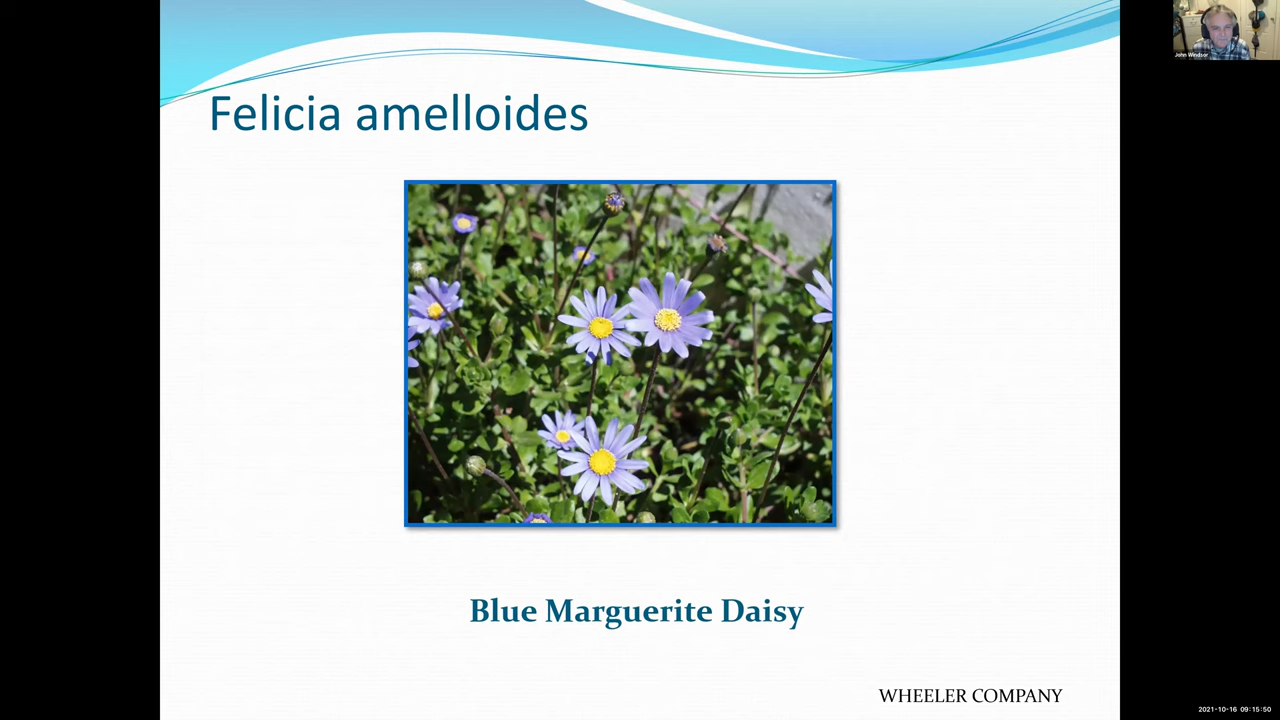 John Windsor
Felicia amelloides
Blue Marguerite Daisy
WHEELER COMPANY
2021-10-16 09:15:50